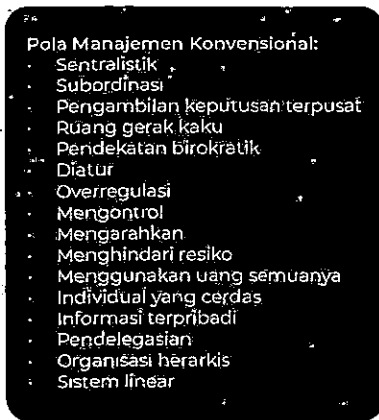 Pola Manajemen Konvensional:
• Sentralistik
• Subordinasi
• Pengambilan keputusan terpusat
• Ruang gerak kaku
• Pendekatan birokratik
• Diatur
• Overregulasi
• Mengontrol
• Mengarahkan
• Menghindari resiko
• Menggunakan uang semuanya
• Individual yang cerdas
• Informasi terpribadi
• Pendelegasian
• Organisasi herarkis
• Sistem linear